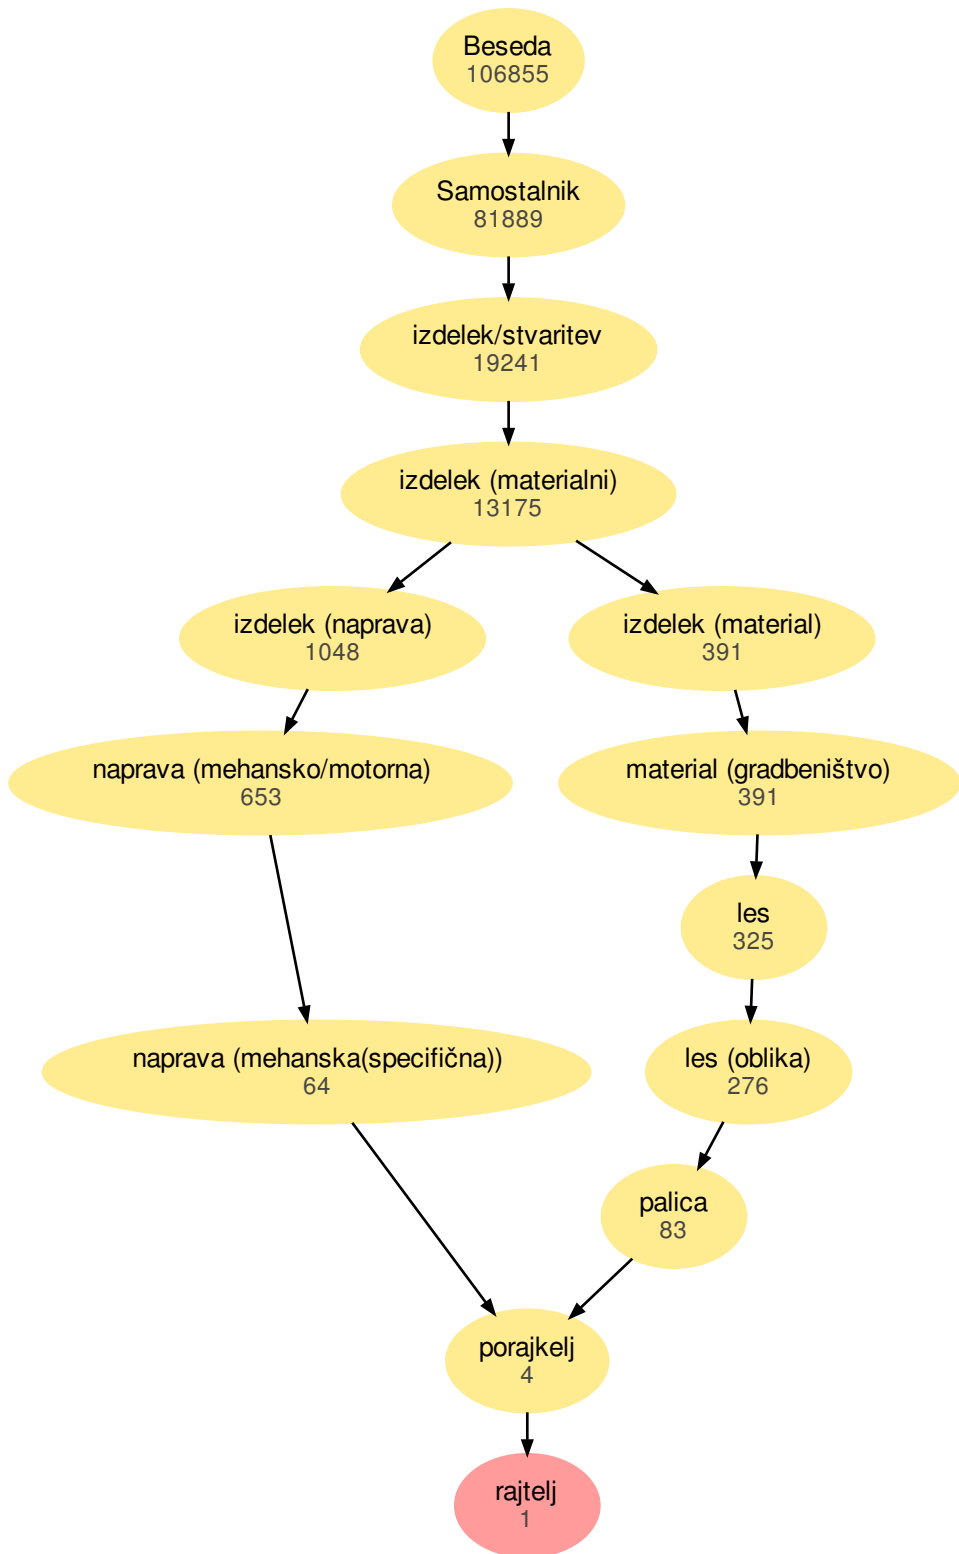 Beseda
106855
Samostalnik
81889
izdelek/stvaritev
19241
izdelek (materialni)
13175
izdelek (naprava)
1048
izdelek (material)
391
naprava (mehansko/motorna)
653
material (gradbeništvo)
391
les
325
naprava (mehanska(specifična))
64
les (oblika)
276
palica
83
porajkelj
4
rajtelj
1